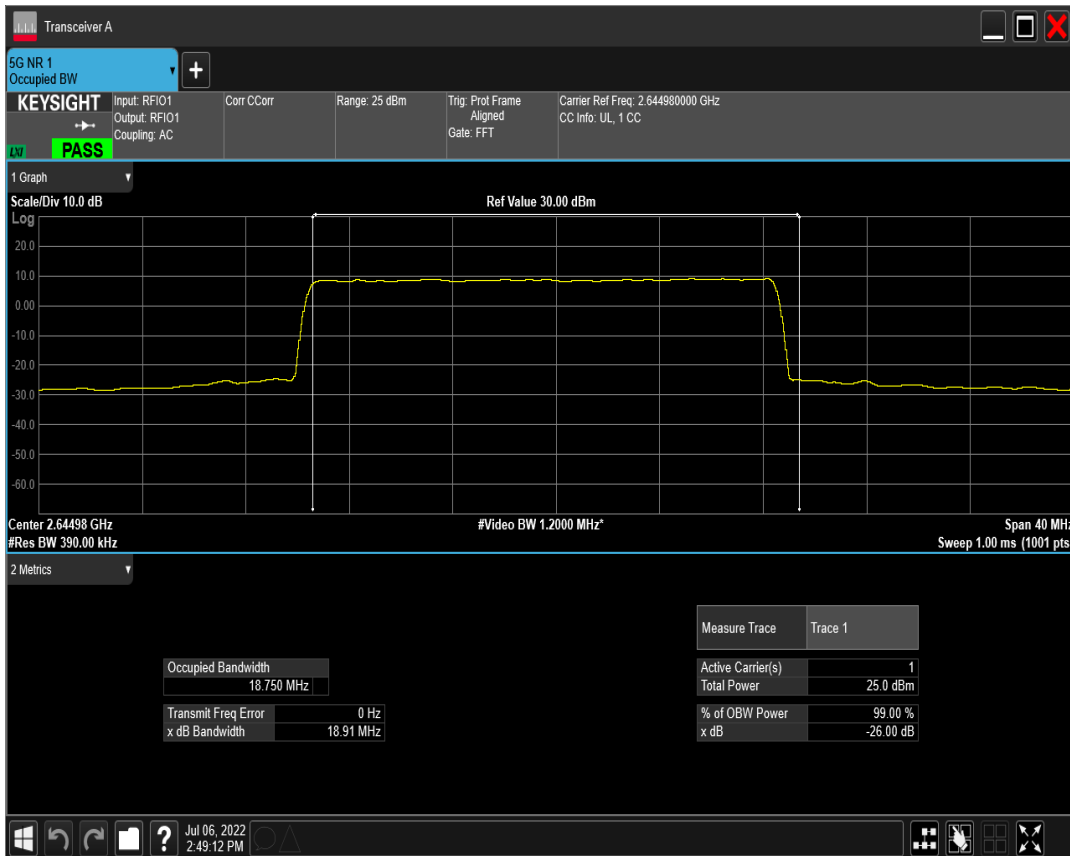 Transceiver A
5G NR 1
Occupied BW
KEYSIGHT
LXI
PASS
Input: RFIO1
Output: RFIO1
Coupling: AC
Corr CCorr
Range: 25 dBm
Trig: Prot Frame
Aligned
Gate: FFT
Carrier Ref Freq: 2.644980000 GHz
CC Info: UL, 1 CC
1 Graph
Scale/Div 10.0 dB
Ref Value 30.00 dBm
Log
20.0
10.0
0.00
-10.0
-20.0
-30.0
-40.0
-50.0
-60.0
Center 2.64498 GHz
#Video BW 1.2000 MHz*
Span 40 MHz
#Res BW 390.00 kHz
Sweep 1.00 ms (1001 pts
2 Metrics
Measure Trace Trace 1
Occupied Bandwidth
18.750 MHz
Active Carrier(s) 1
Total Power 25.0 dBm
Transmit Freq Error 0 Hz
x dB Bandwidth 18.91 MHz
% of OBW Power 99.00 %
x dB -26.00 dB
?
Jul 06, 2022
2:49:12 PM